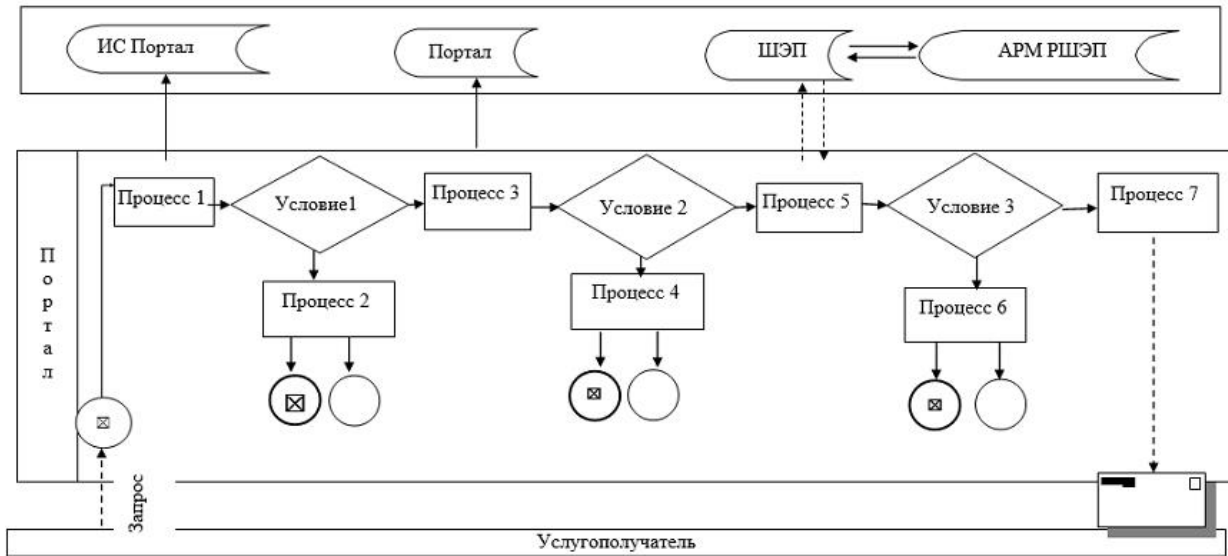 ИС Портал
Портал
ШЭП
АРМ РШЭП
Процесс 1
Условие1
Процесс 3
Условие 2
Процесс 5
Условие 3
Процесс 7
Процесс 2
Процесс 4
Процесс 6
Портал
Запрос
Услугополучатель